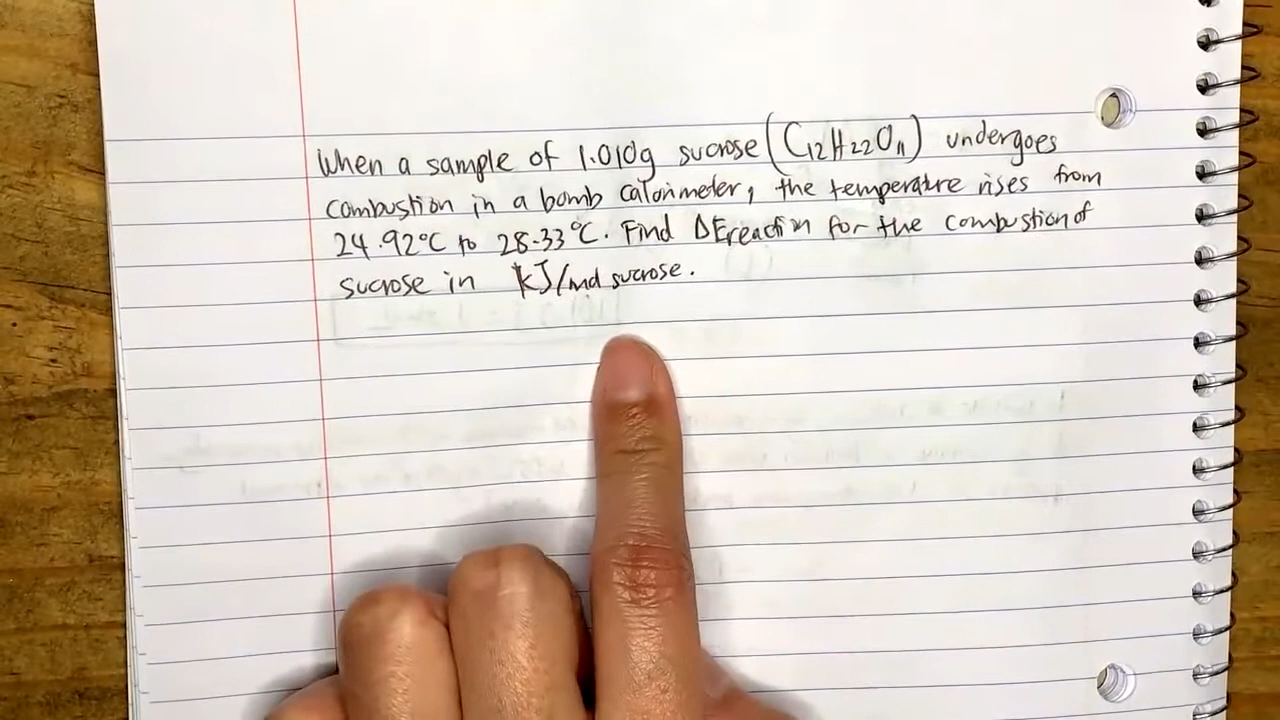 When a sample of 1.010g sucrose (C12H22O11) undergoes
combustion in a bomb calorimeter, the temperature rises from
24.92°C to 28.33°C. Find ΔEreaction for the combustion of
sucrose in kJ/mol sucrose.